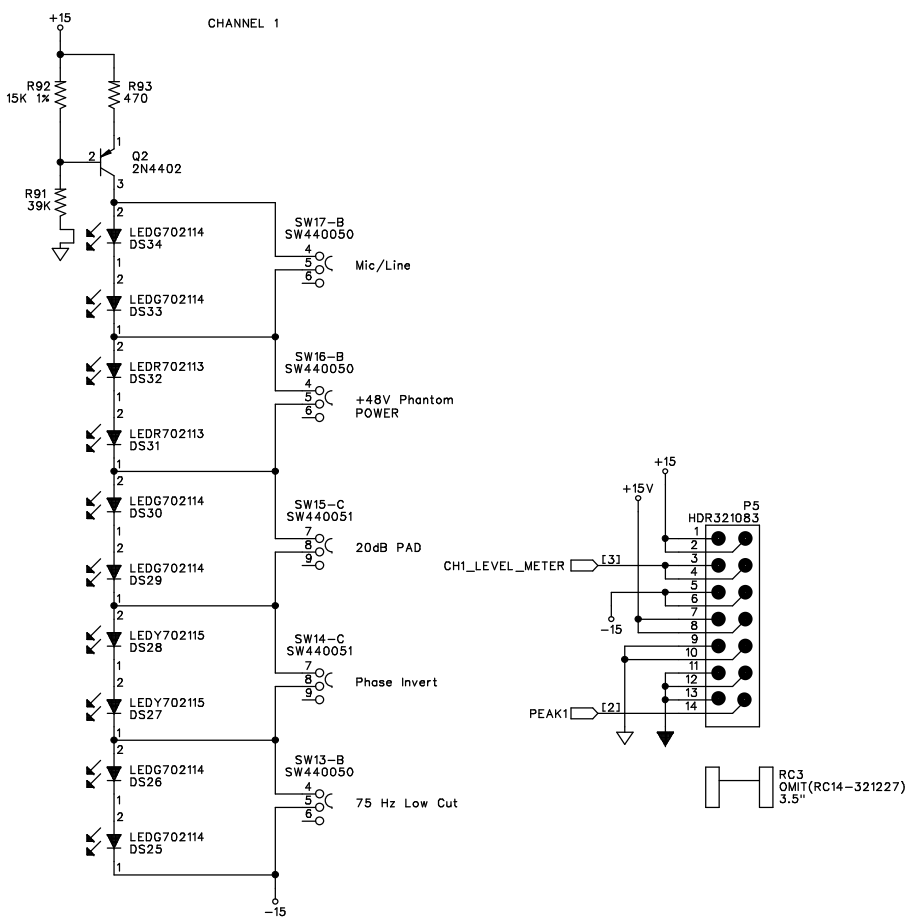 +15
CHANNEL 1
R92
15K 1%
R93
470
1
2
Q2
2N4402
3
R91
39K
2
LEDG702114
DS34
1
SW17-B
SW440050
4
5
6
Mic/Line
2
LEDG702114
DS33
1
2
LEDR702113
DS32
1
SW16-B
SW440050
4
5
6
+48V Phantom
POWER
2
LEDR702113
DS31
1
2
LEDG702114
DS30
1
SW15-C
SW440051
7
8
9
20dB PAD
2
LEDG702114
DS29
1
2
LEDY702115
DS28
1
SW14-C
SW440051
7
8
9
Phase Invert
2
LEDY702115
DS27
1
2
LEDG702114
DS26
1
SW13-B
SW440050
4
5
6
75 Hz Low Cut
2
LEDG702114
DS25
1
-15
+15
+15V
P5
HDR321083
1
2
CH1_LEVEL_METER
[3]
3
4
5
6
-15
7
8
9
10
11
12
13
PEAK1
[2]
14
RC3
OMIT(RC14-321227)
3.5"